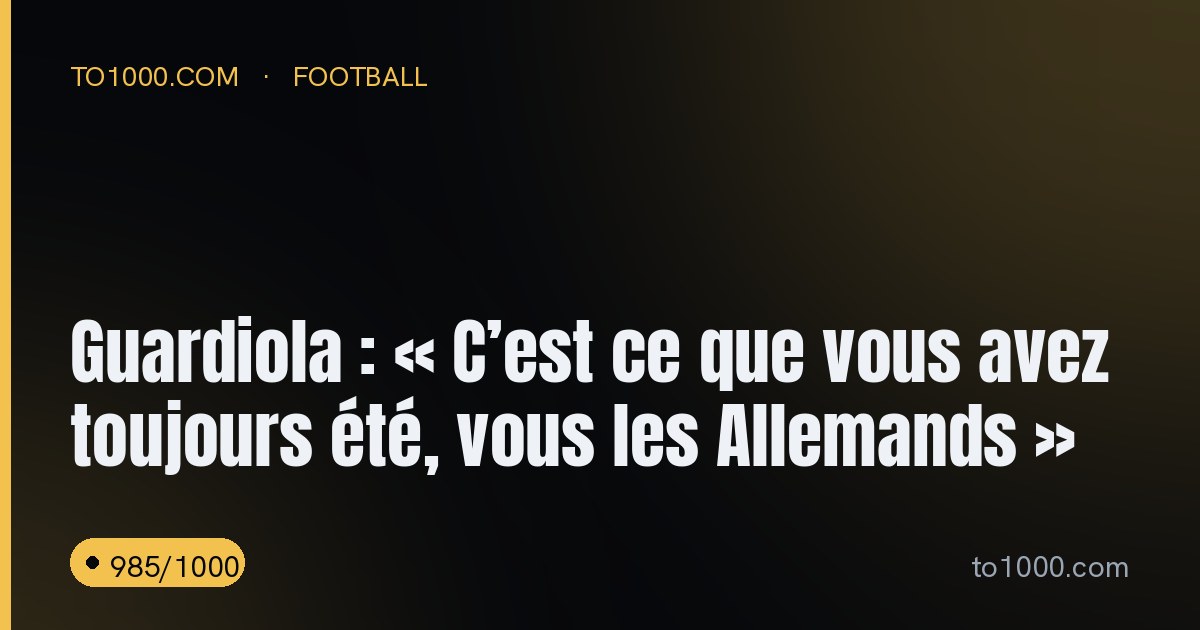 TO1000.COM · FOOTBALL
Guardiola : « C’est ce que vous avez
toujours été, vous les Allemands »
985/1000
to1000.com